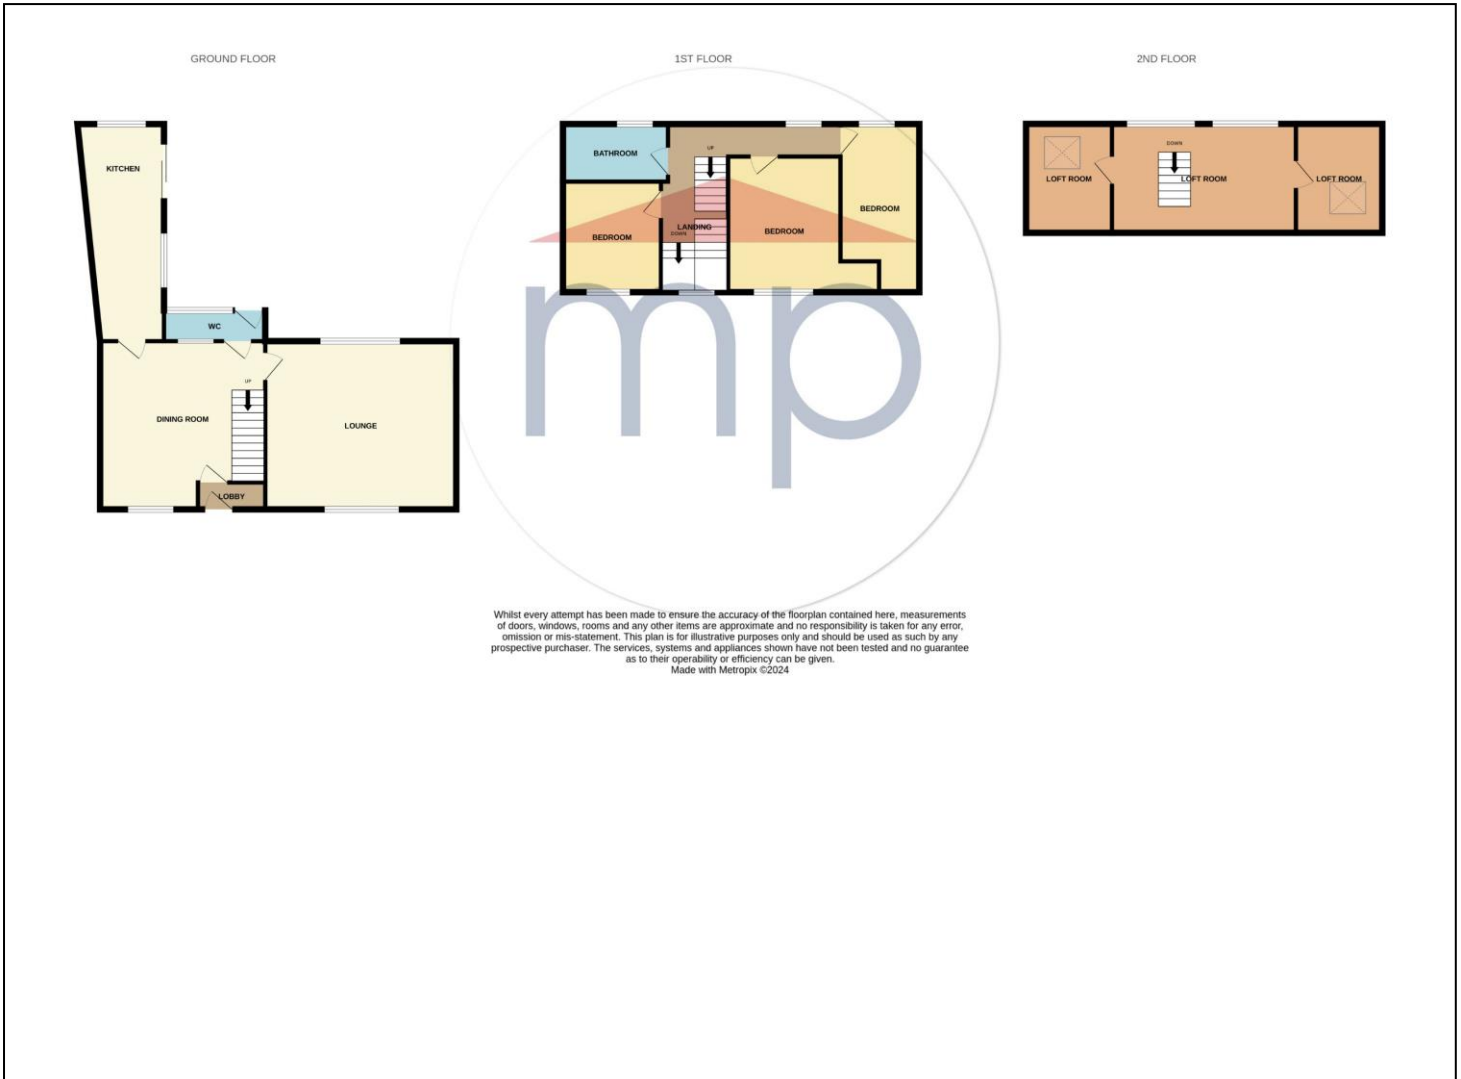 GROUND FLOOR
KITCHEN
WC
UP
DINING ROOM
LOUNGE
LOBBY
1ST FLOOR
BATHROOM
UP
BEDROOM
LANDING
DOWN
BEDROOM
BEDROOM
2ND FLOOR
DOWN
LOFT ROOM
LOFT ROOM
LOFT ROOM
mp
Whilst every attempt has been made to ensure the accuracy of the floorplan contained here, measurements
of doors, windows, rooms and any other items are approximate and no responsibility is taken for any error,
omission or mis-statement. This plan is for illustrative purposes only and should be used as such by any
prospective purchaser. The services, systems and appliances shown have not been tested and no guarantee
as to their operability or efficiency can be given.
Made with Metropix ©2024